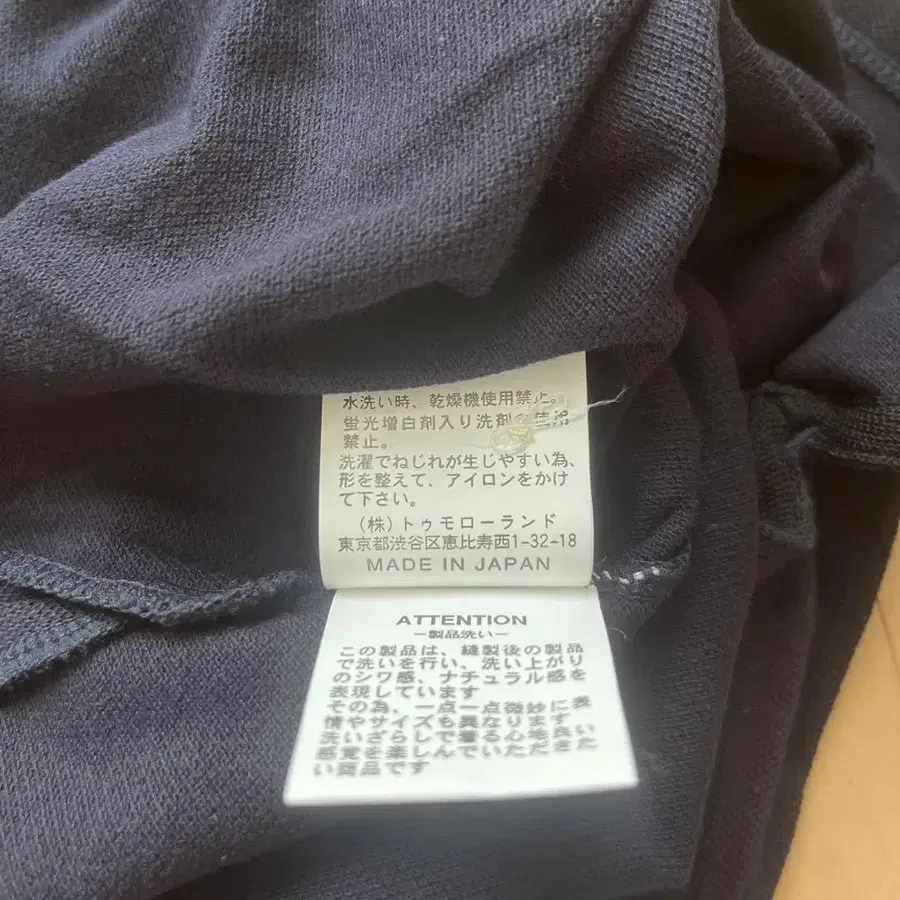 水洗い時、乾燥機使用禁止。
蛍光増白剤入り洗剤の使用
禁止。
洗濯でねじれが生じやすい為、
形を整えて、アイロンをかけ
て下さい。
(株)トゥモローランド
東京都渋谷区恵比寿西1-32-18
MADE IN JAPAN
ATTENTION
ー製品洗いー
この製品は、縫製後の製品
で洗いを行い、洗い上がり
のシワ感、ナチュラル感を
表現しています
その為、一点一点微妙に表
情やサイズも異なります
洗いざらしで着る心地良い
感覚を楽しんでいただきた
い商品です